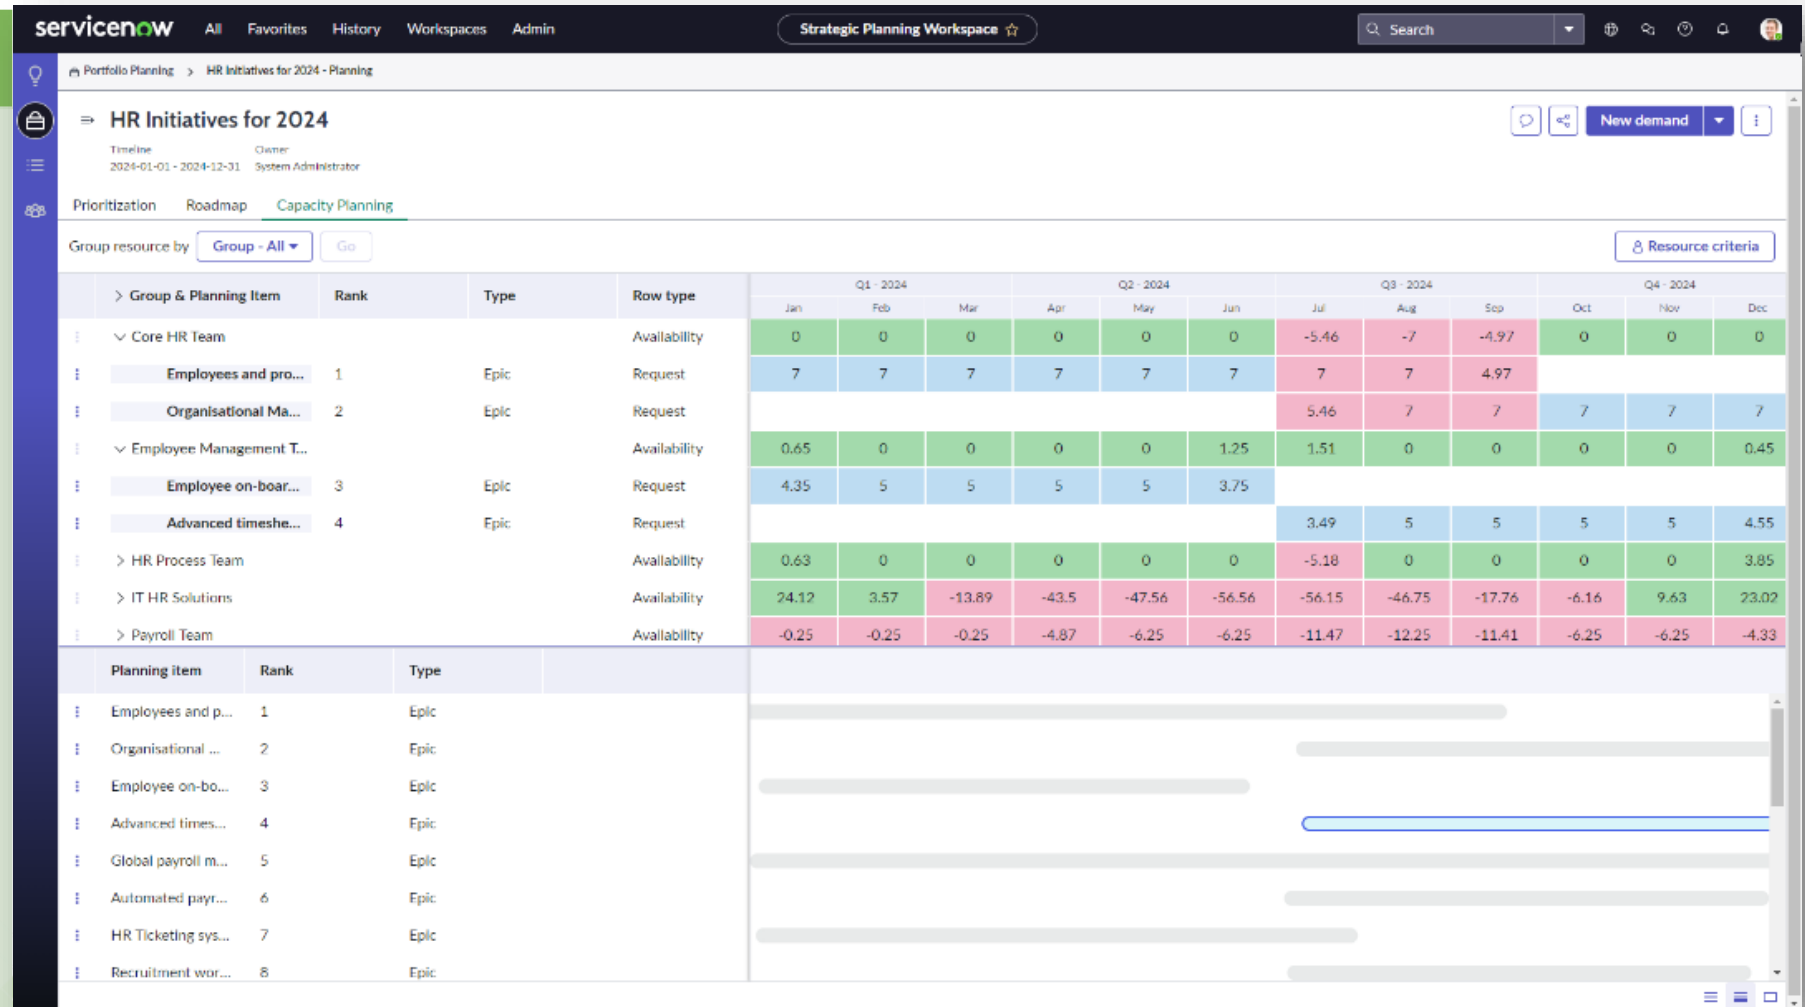 servicenow All Favorites History Workspaces Admin Strategic Planning Workspace Search
Portfolio Planning > HR Initiatives for 2024 - Planning
HR Initiatives for 2024 New demand
Timeline Owner
2024-01-01 - 2024-12-31 System Administrator
Prioritization Roadmap Capacity Planning
Group resource by Group - All Go Resource criteria
Q1 - 2024 Q2 - 2024 Q3 - 2024 Q4 - 2024
Group & Planning Item Rank Type Row type
Jan Feb Mar Apr May Jun Jul Aug Sep Oct Nov Dec
Core HR Team Availability 0 0 0 0 0 0 -5.46 -7 -4.97 0 0 0
Employees and pro... 1 Epic Request 7 7 7 7 7 7 7 7 4.97
Organisational Ma... 2 Epic Request 5.46 7 7 7 7 7
Employee Management T... Availability 0.65 0 0 0 0 1.25 1.51 0 0 0 0 0.45
Employee on-boar... 3 Epic Request 4.35 5 5 5 5 3.75
Advanced timeshe... 4 Epic Request 3.49 5 5 5 5 4.55
HR Process Team Availability 0.63 0 0 0 0 0 -5.18 0 0 0 0 3.85
IT HR Solutions Availability 24.12 3.57 -13.89 -43.5 -47.56 -56.56 -56.15 -46.75 -17.76 -6.16 9.63 23.02
Payroll Team Availability -0.25 -0.25 -0.25 -4.87 -6.25 -6.25 -11.47 -12.25 -11.41 -6.25 -6.25 -4.33
Planning item Rank Type
Employees and p... 1 Epic
Organisational ... 2 Epic
Employee on-bo... 3 Epic
Advanced times... 4 Epic
Global payroll m... 5 Epic
Automated payr... 6 Epic
HR Ticketing sys... 7 Epic
Recruitment wor... 8 Epic